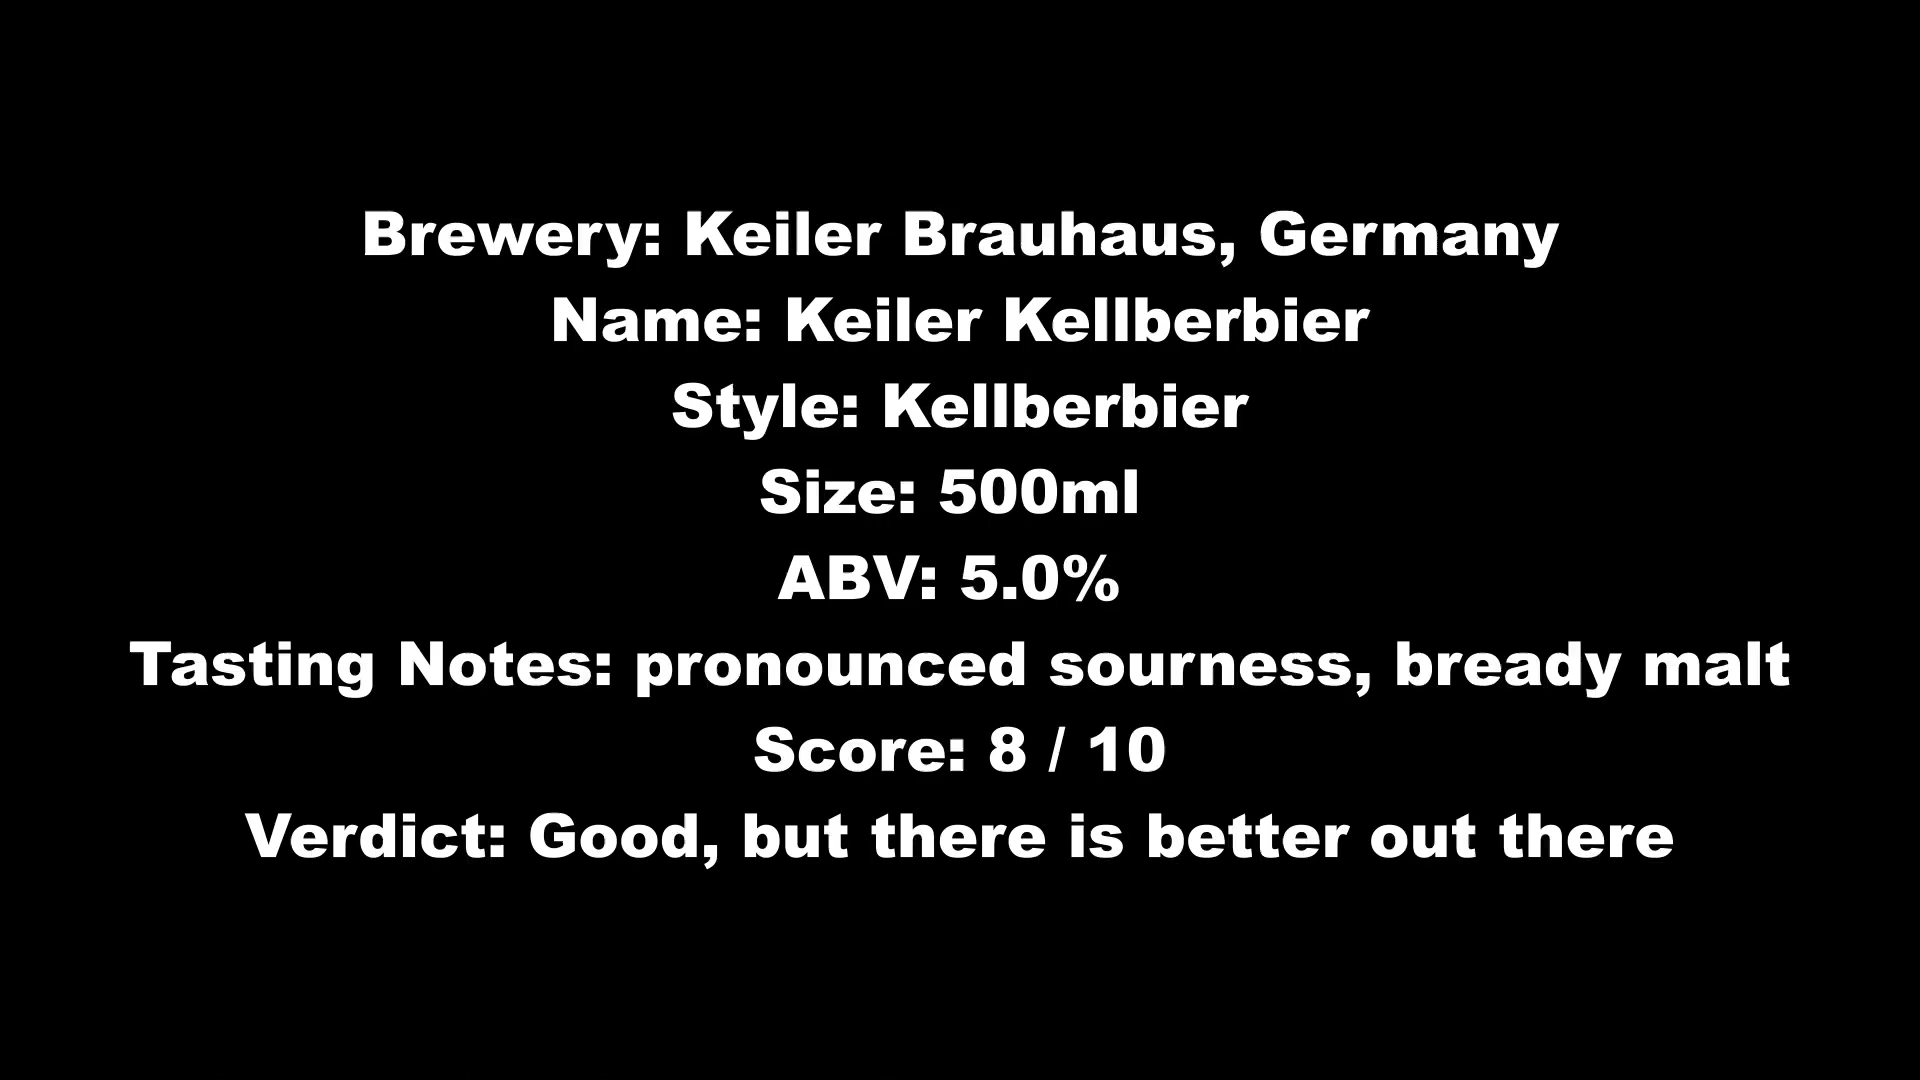 Brewery: Keiler Brauhaus, Germany
Name: Keiler Kellberbier
Style: Kellberbier
Size: 500ml
ABV: 5.0%
Tasting Notes: pronounced sourness, bready malt
Score: 8 / 10
Verdict: Good, but there is better out there